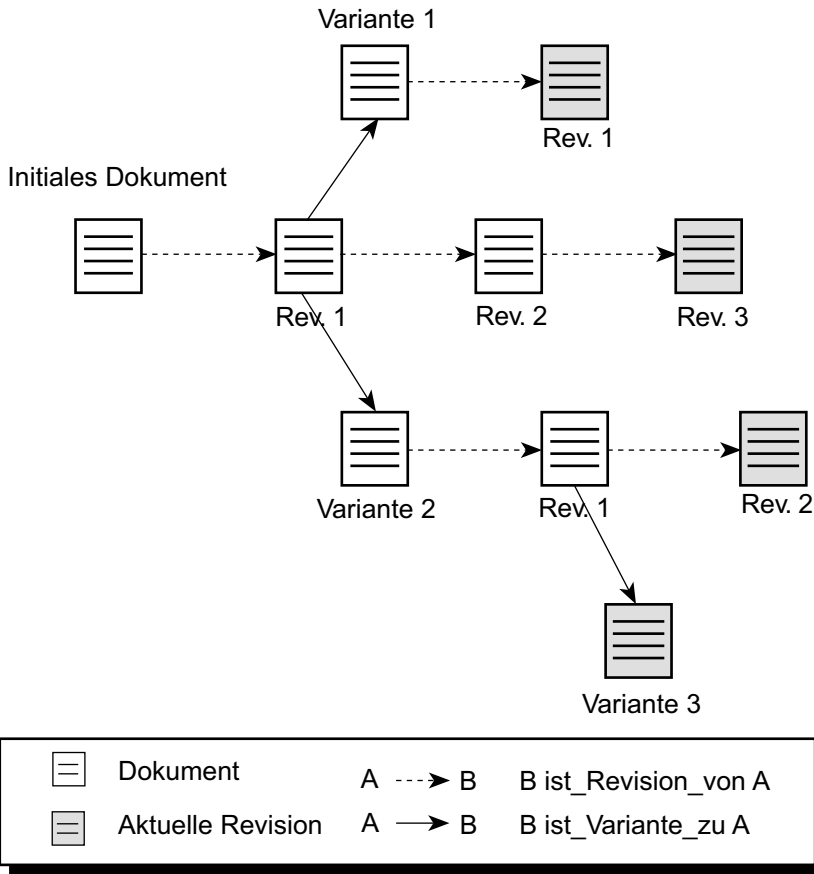 Variante 1
Rev. 1
Initiales Dokument
Rev. 1
Rev. 2
Rev. 3
Variante 2
Rev. 1
Rev. 2
Variante 3
Dokument
A B B ist_Revision_von A
Aktuelle Revision
A B B ist_Variante_zu A